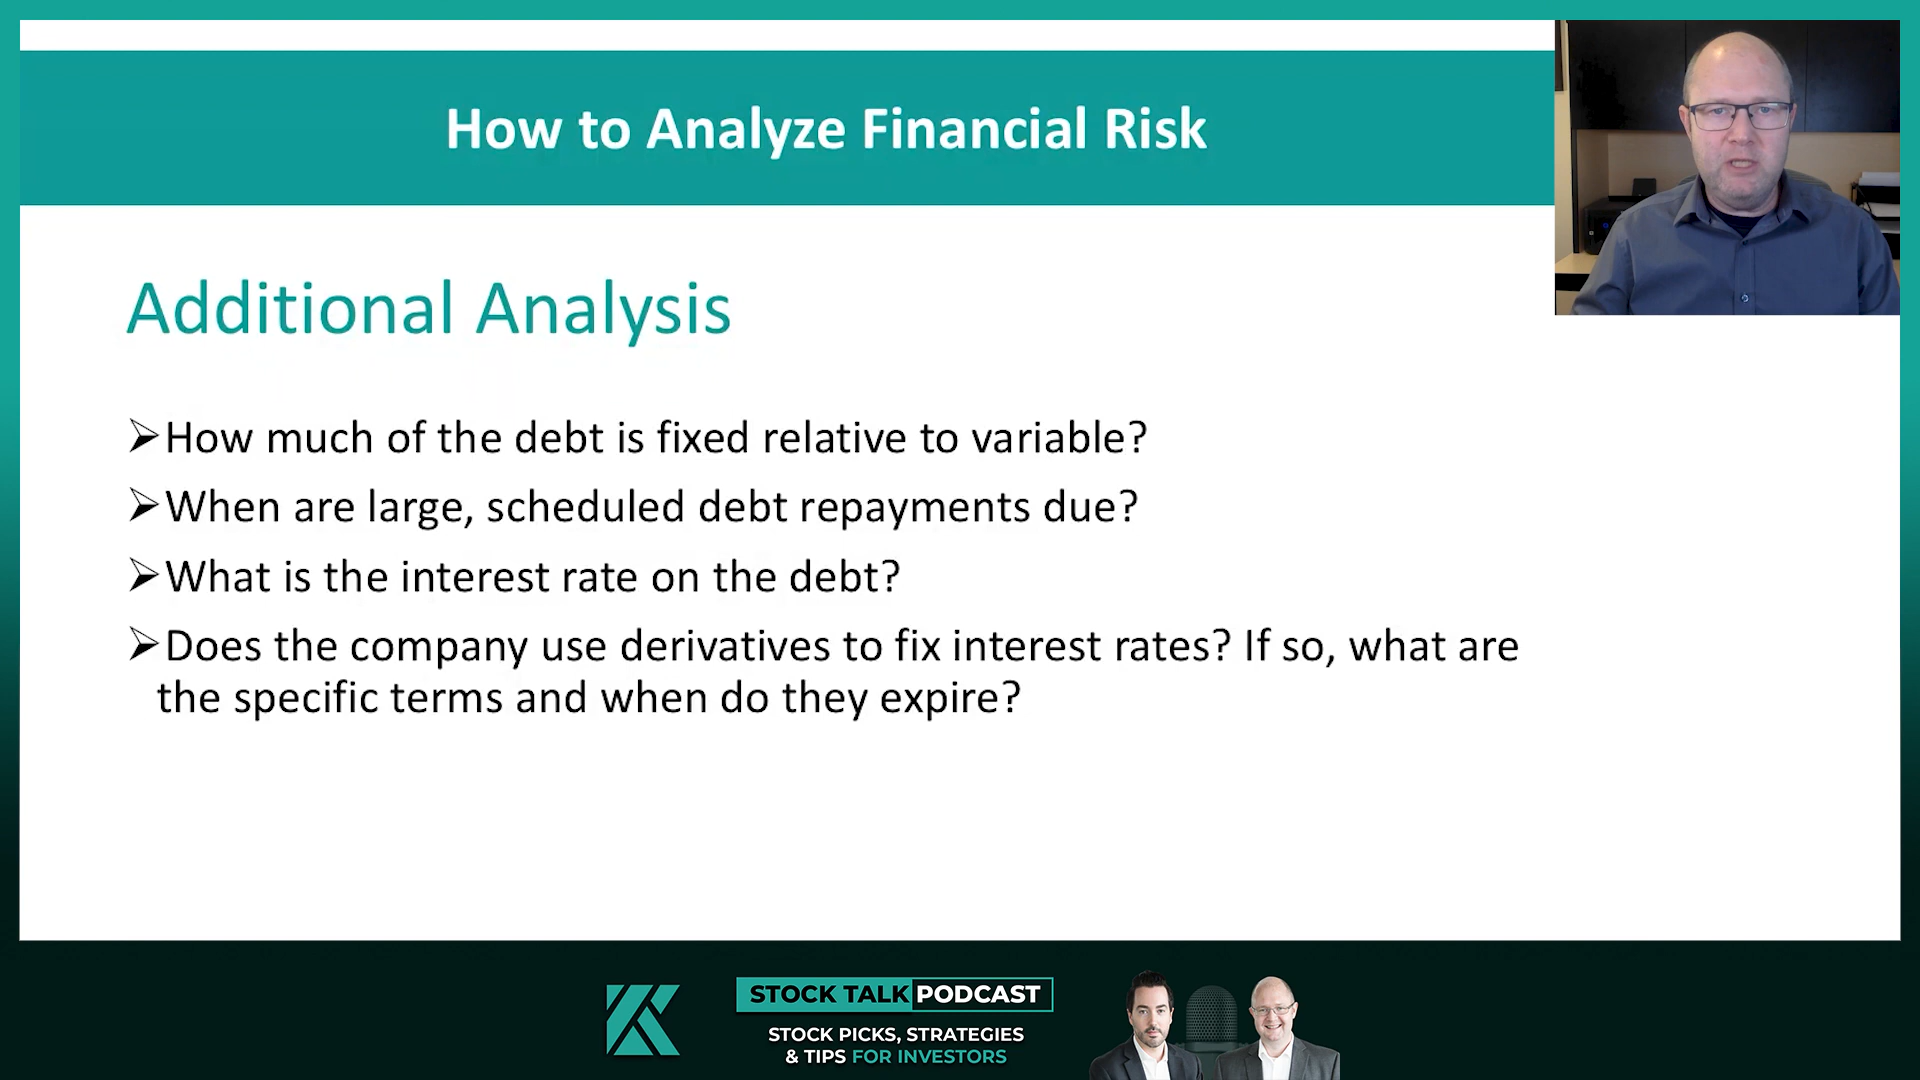 How to Analyze Financial Risk
Additional Analysis
➢How much of the debt is fixed relative to variable?
➢When are large, scheduled debt repayments due?
➢What is the interest rate on the debt?
➢Does the company use derivatives to fix interest rates? If so, what are
the specific terms and when do they expire?
STOCK TALK PODCAST
STOCK PICKS, STRATEGIES
& TIPS FOR INVESTORS